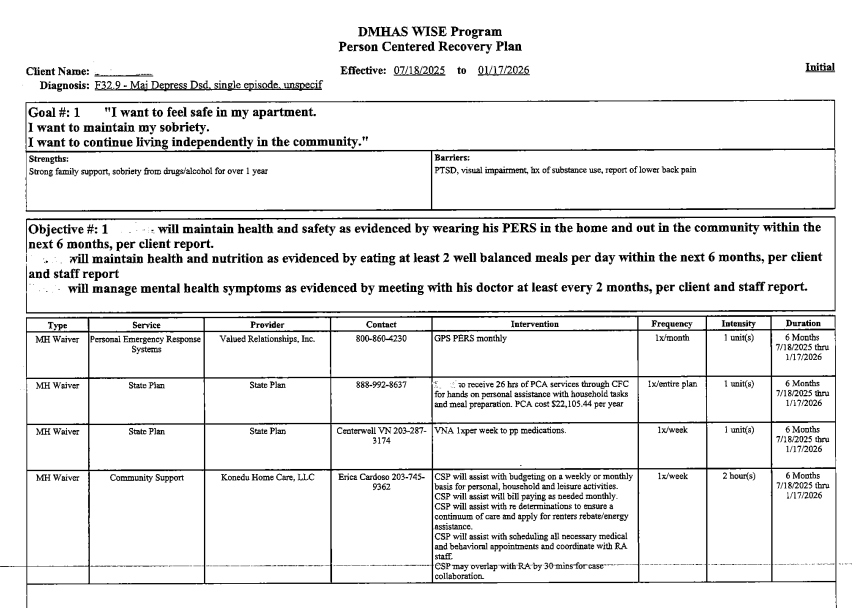 DMHAS WISE Program
Person Centered Recovery Plan
Client Name:
Effective: 07/18/2025 to 01/17/2026
Initial
Diagnosis: F32.9 - Maj Depress Dsd, single episode, unspecif
Goal #: 1 "I want to feel safe in my apartment.
I want to maintain my sobriety.
I want to continue living independently in the community."
Strengths:
Strong family support, sobriety from drugs/alcohol for over 1 year
Barriers:
PTSD, visual impairment, hx of substance use, report of lower back pain
Objective #: 1 will maintain health and safety as evidenced by wearing his PERS in the home and out in the community within the
next 6 months, per client report.
will maintain health and nutrition as evidenced by eating at least 2 well balanced meals per day within the next 6 months, per client
and staff report
will manage mental health symptoms as evidenced by meeting with his doctor at least every 2 months, per client and staff report.
Type Service Provider Contact Intervention Frequency Intensity Duration
MH Waiver Personal Emergency Response Valued Relationships, Inc. 800-860-4230 GPS PERS monthly 1x/month 1 unit(s) 6 Months
Systems 7/18/2025 thru
1/17/2026
MH Waiver State Plan State Plan 888-992-8637 to receive 26 hrs of PCA services through CFC 1x/entire plan 1 unit(s) 6 Months
for hands on personal assistance with household tasks 7/18/2025 thru
and meal preparation. PCA cost $22,105.44 per year 1/17/2026
MH Waiver State Plan State Plan Centerwell VN 203-287- VNA 1xper week to pp medications. 1x/week 1 unit(s) 6 Months
3174 7/18/2025 thru
1/17/2026
MH Waiver Community Support Konedu Home Care, LLC Erica Cardoso 203-745- CSP will assist with budgeting on a weekly or monthly 1x/week 2 hour(s) 6 Months
9362 basis for personal, household and leisure activities. 7/18/2025 thru
CSP will assist will bill paying as needed monthly. 1/17/2026
CSP will assist with re determinations to ensure a
continuum of care and apply for renters rebate/energy
assistance.
CSP will assist with scheduling all necessary medical
and behavioral appointments and coordinate with RA
staff.
CSP may overlap with RA by 30 mins for case
collaboration.